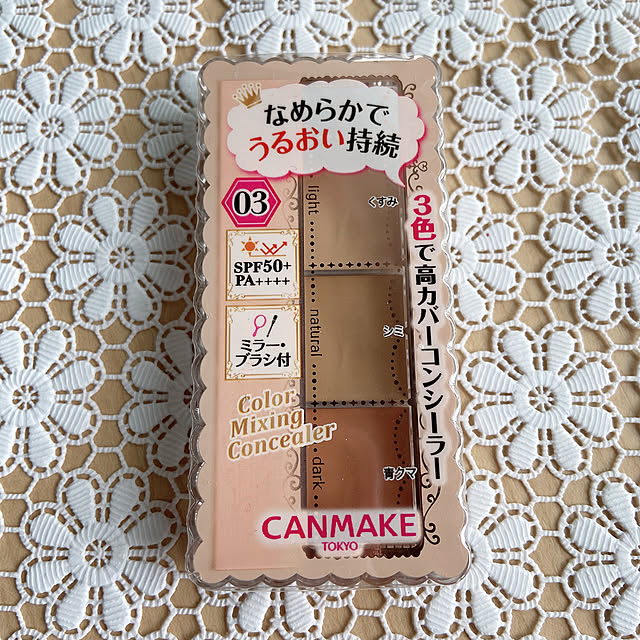 なめらかで
うるおい持続
03
SPF50+
PA++++
ミラー・
ブラシ付
Color
Mixing
Concealer
light
くすみ
natural
シミ
dark
青クマ
3色で高カバーコンシーラー
CANMAKE
TOKYO